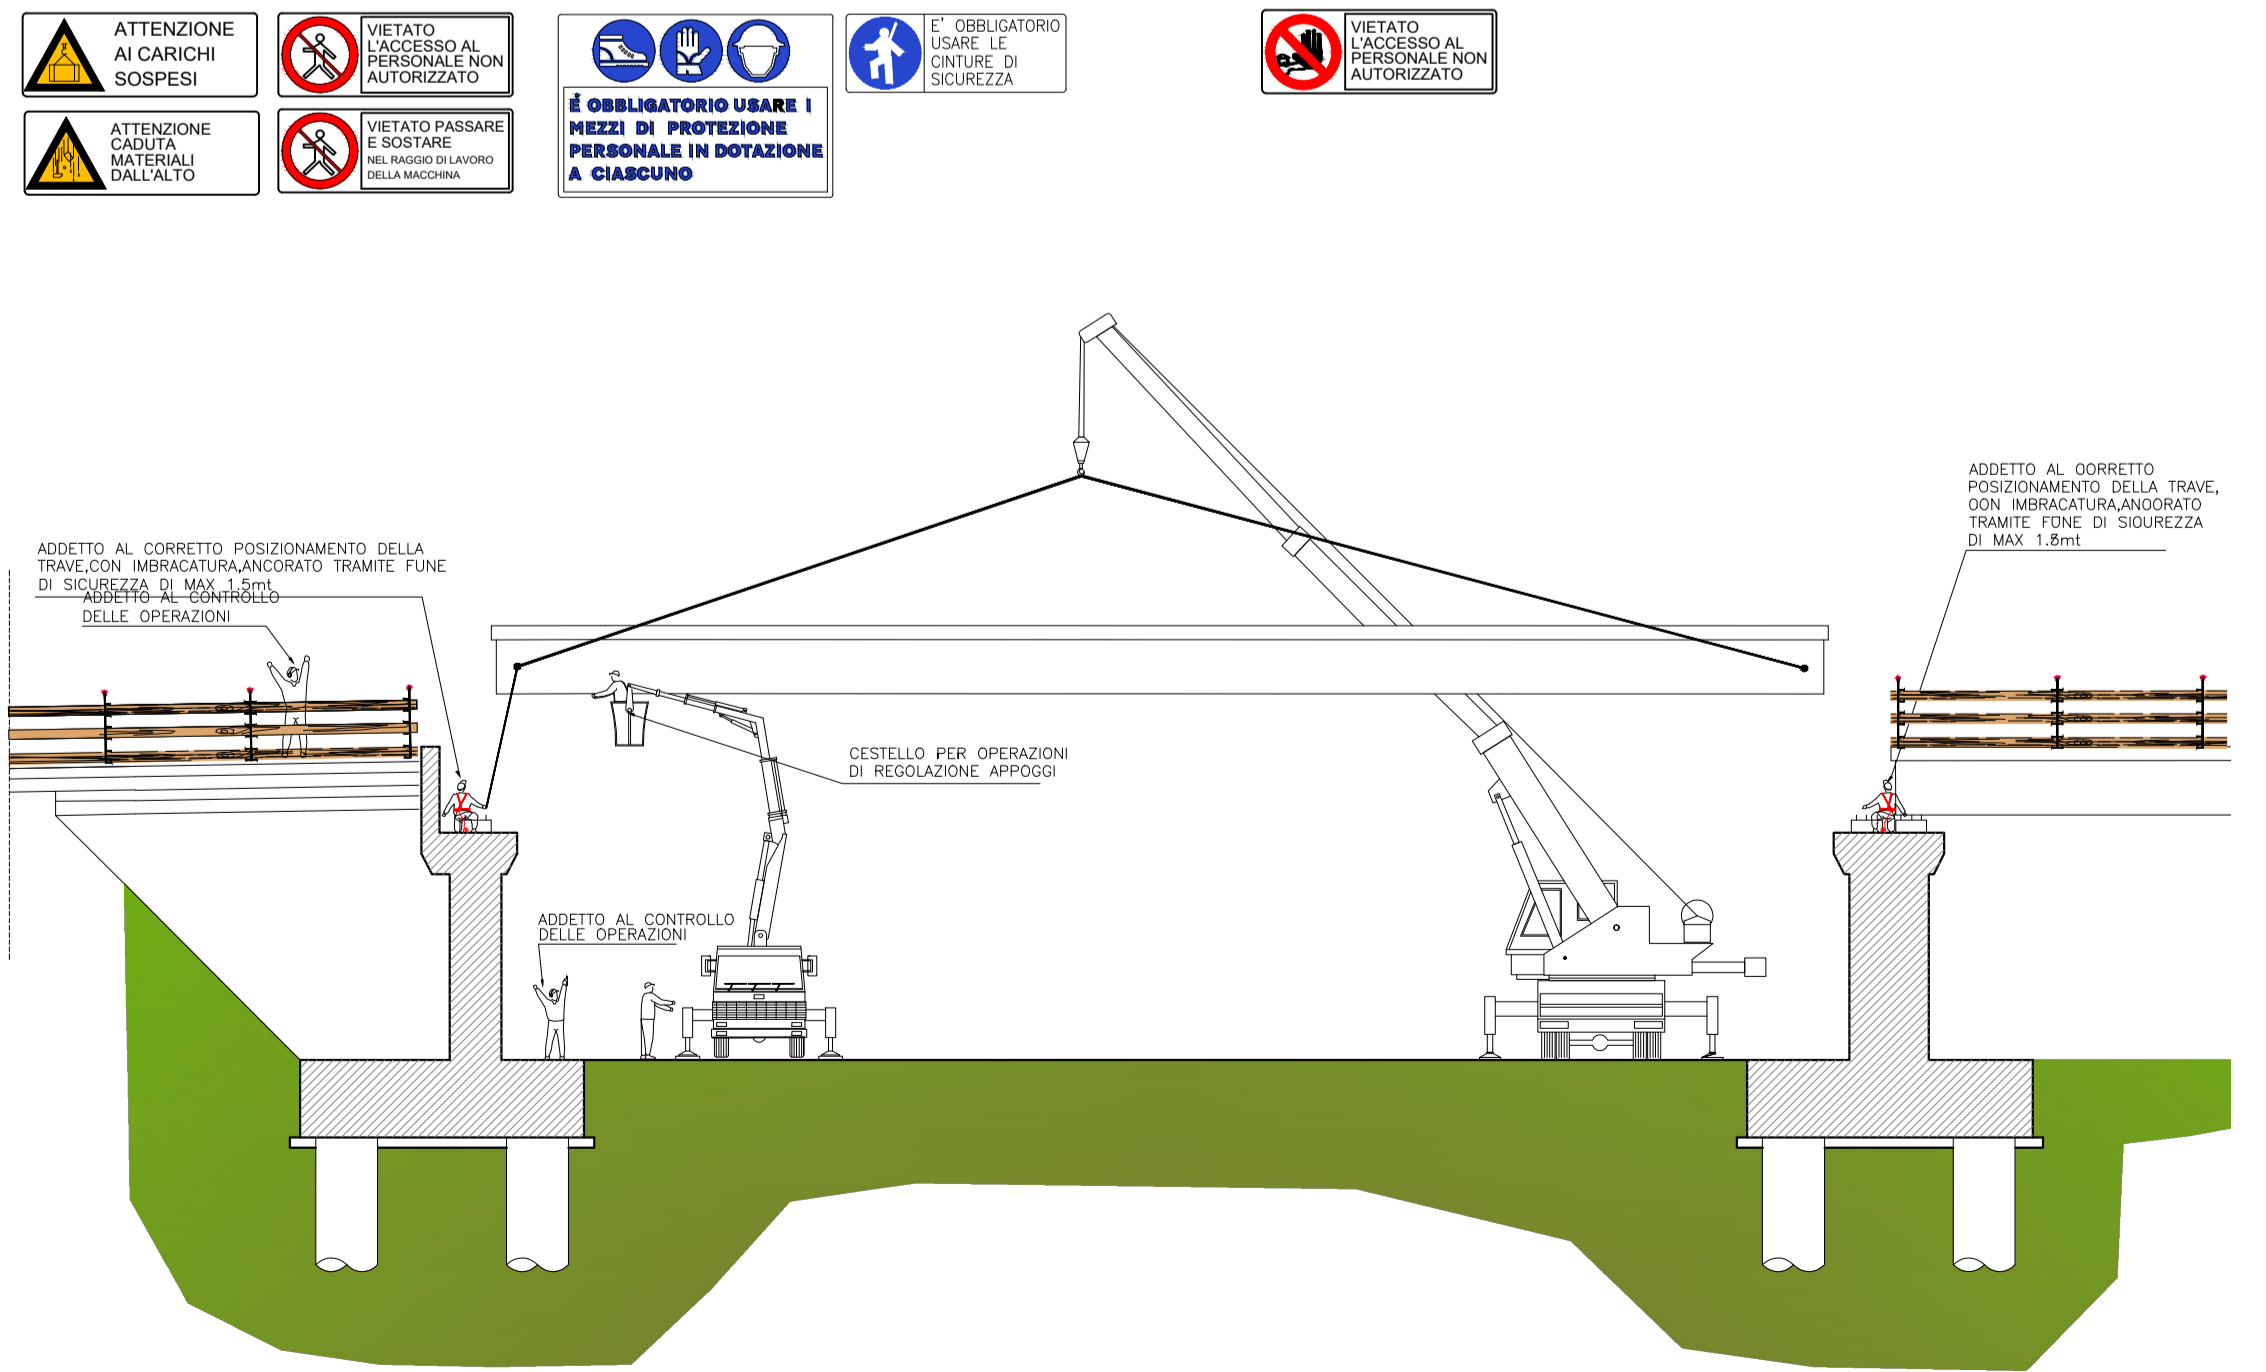 ATTENZIONE
AI CARICHI
SOSPESI
VIETATO
L'ACCESSO AL
PERSONALE NON
AUTORIZZATO
E' OBBLIGATORIO
USARE LE
CINTURE DI
SICUREZZA
VIETATO
L'ACCESSO AL
PERSONALE NON
AUTORIZZATO
ATTENZIONE
CADUTA
MATERIALI
DALL'ALTO
VIETATO PASSARE
E SOSTARE
NEL RAGGIO DI LAVORO
DELLA MACCHINA
È OBBLIGATORIO USARE I
MEZZI DI PROTEZIONE
PERSONALE IN DOTAZIONE
A CIASCUNO
ADDETTO AL OORRETTO
POSIZIONAMENTO DELLA TRAVE,
OON IMBRACATURA,ANOORATO
TRAMITE FUNE DI SIOUREZZA
DI MAX 1.8mt
ADDETTO AL CORRETTO POSIZIONAMENTO DELLA
TRAVE,CON IMBRACATURA,ANCORATO TRAMITE FUNE
DI SICUREZZA DI MAX 1.5mt
ADDETTO AL CONTROLLO
DELLE OPERAZIONI
CESTELLO PER OPERAZIONI
DI REGOLAZIONE APPOGGI
ADDETTO AL CONTROLLO
DELLE OPERAZIONI